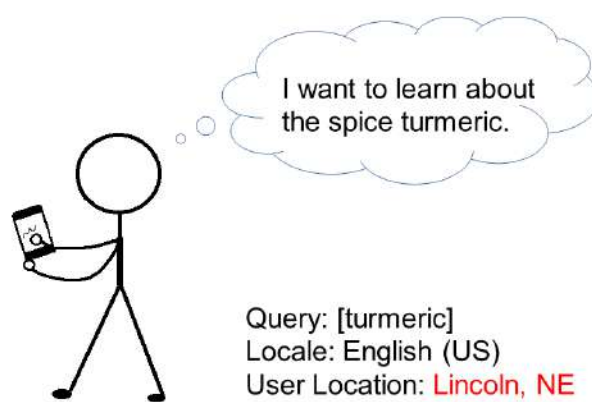 I want to learn about
the spice turmeric.
Query: [turmeric]
Locale: English (US)
User Location: Lincoln, NE